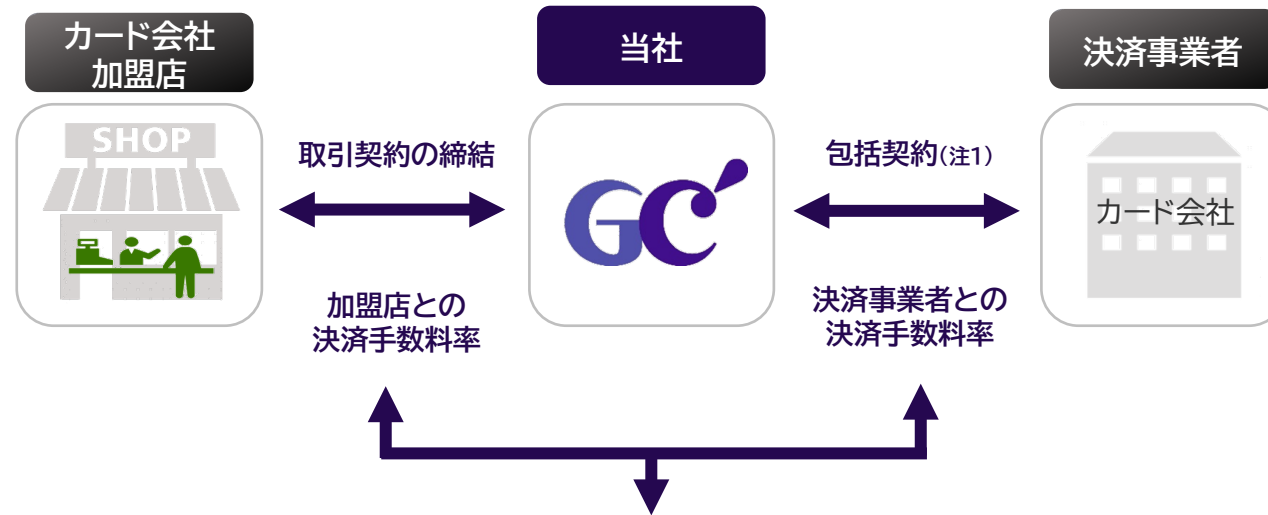 カード会社
加盟店
当社
決済事業者
SHOP
取引契約の締結
GC
包括契約(注1)
カード会社
加盟店との
決済手数料率
決済事業者との
決済手数料率